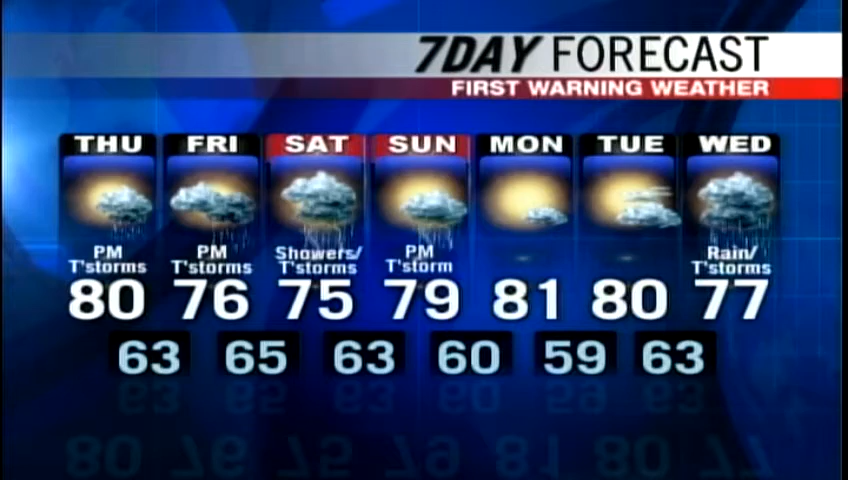 7DAY FORECAST
FIRST WARNING WEATHER
THU FRI SAT SUN MON TUE WED
PM PM Showers/ PM Rain/
T'storms T'storms T'storms T'storm T'storms
80 76 75 79 81 80 77
63 65 63 60 59 63